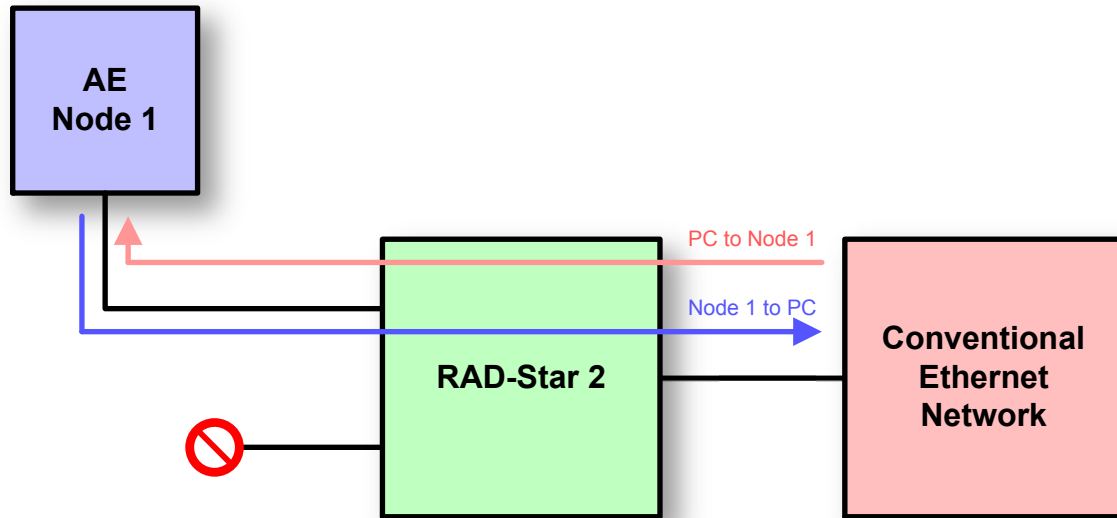 AE
Node 1
PC to Node 1
Node 1 to PC
RAD-Star 2
Conventional
Ethernet
Network